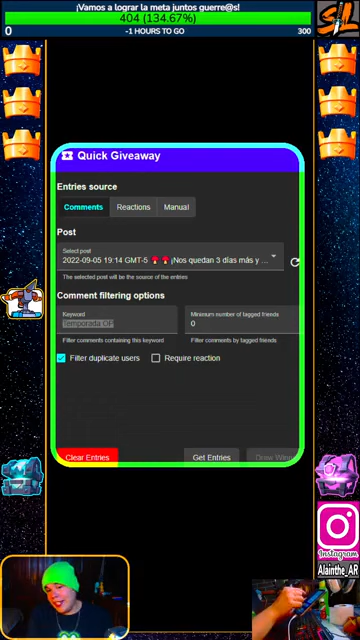 ¡Vamos a lograr la meta juntos guerre@s!
404 (134.67%)
0 -1 HOURS TO GO 300
Quick Giveaway
Entries source
Comments Reactions Manual
Post
Select post
2022-09-05 19:14 GMT-5 🍄🍄¡Nos quedan 3 días más y ...
The selected post will be the source of the entries
Comment filtering options
Keyword
Temporada OP
Filter comments containing this keyword
Minimum number of tagged friends
0
Filter comments by tagged friends
Filter duplicate users Require reaction
Clear Entries Get Entries Draw Winn
Instagram
Alainthe_AR